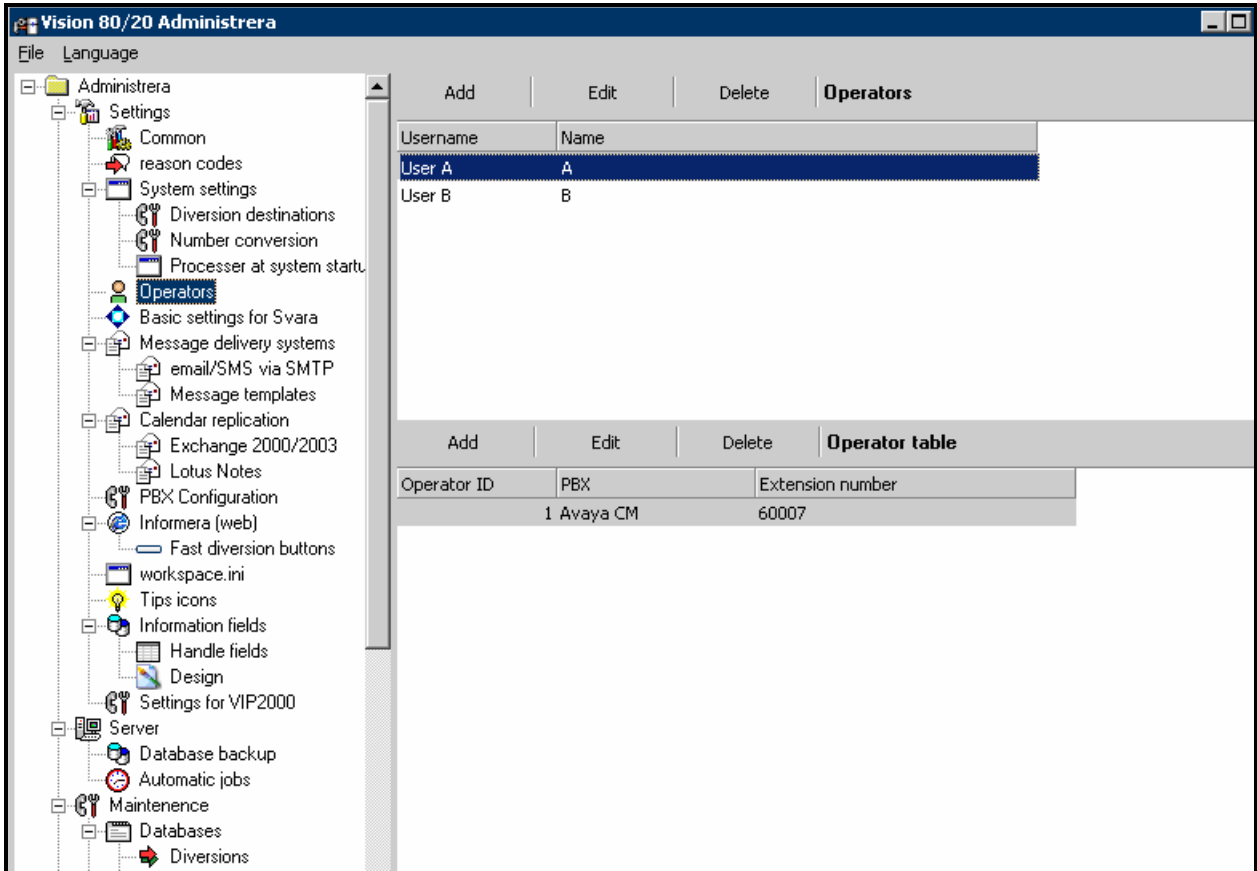 Vision 80/20 Administrera
File Language
Administrera
Settings
Common
reason codes
System settings
Diversion destinations
Number conversion
Processer at system startu
Operators
Basic settings for Svara
Message delivery systems
email/SMS via SMTP
Message templates
Calendar replication
Exchange 2000/2003
Lotus Notes
PBX Configuration
Informera (web)
Fast diversion buttons
workspace.ini
Tips icons
Information fields
Handle fields
Design
Settings for VIP2000
Server
Database backup
Automatic jobs
Maintenence
Databases
Diversions
Add Edit Delete Operators
Username Name
User A A
User B B
Add Edit Delete Operator table
Operator ID PBX Extension number
1 Avaya CM 60007